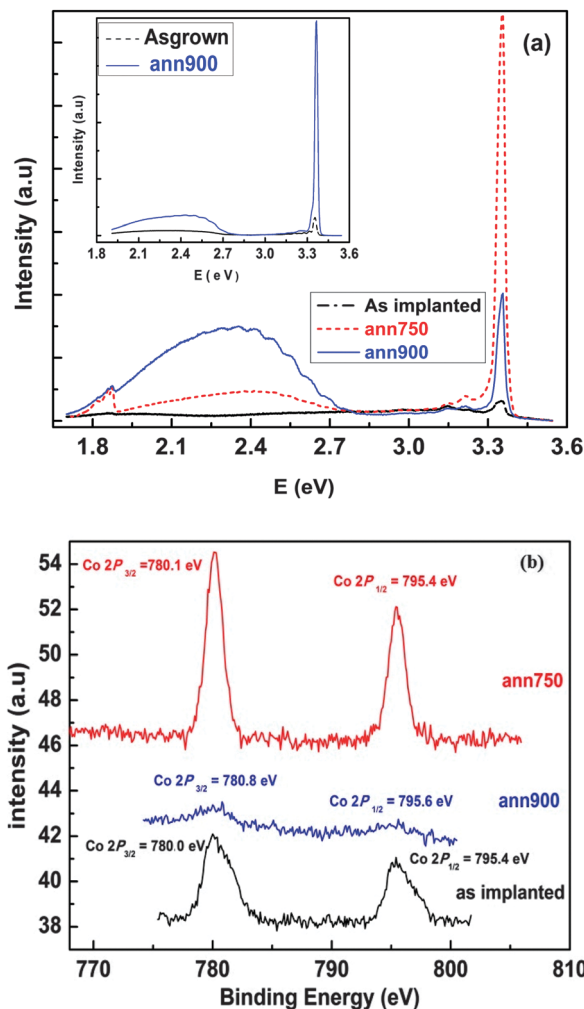 (a)
Asgrown
ann900
Intensity (a.u)
1.8 2.1 2.4 2.7 3.0 3.3 3.6
E ( e V )
As implanted
ann750
ann900
Intensity (a.u)
1.8 2.1 2.4 2.7 3.0 3.3 3.6
E (eV)
(b)
54
52
48
46
44
42
40
38
intensity (a.u)
Co 2P3/2 =780.1 eV
Co 2P1/2 =795.4 eV
ann750
Co 2P3/2 = 780.8 eV
Co 2P1/2 = 795.6 eV
ann900
Co 2P3/2 = 780.0 eV
Co 2P1/2 = 795.4 eV
as implanted
770 780 790 800 810
Binding Energy (eV)